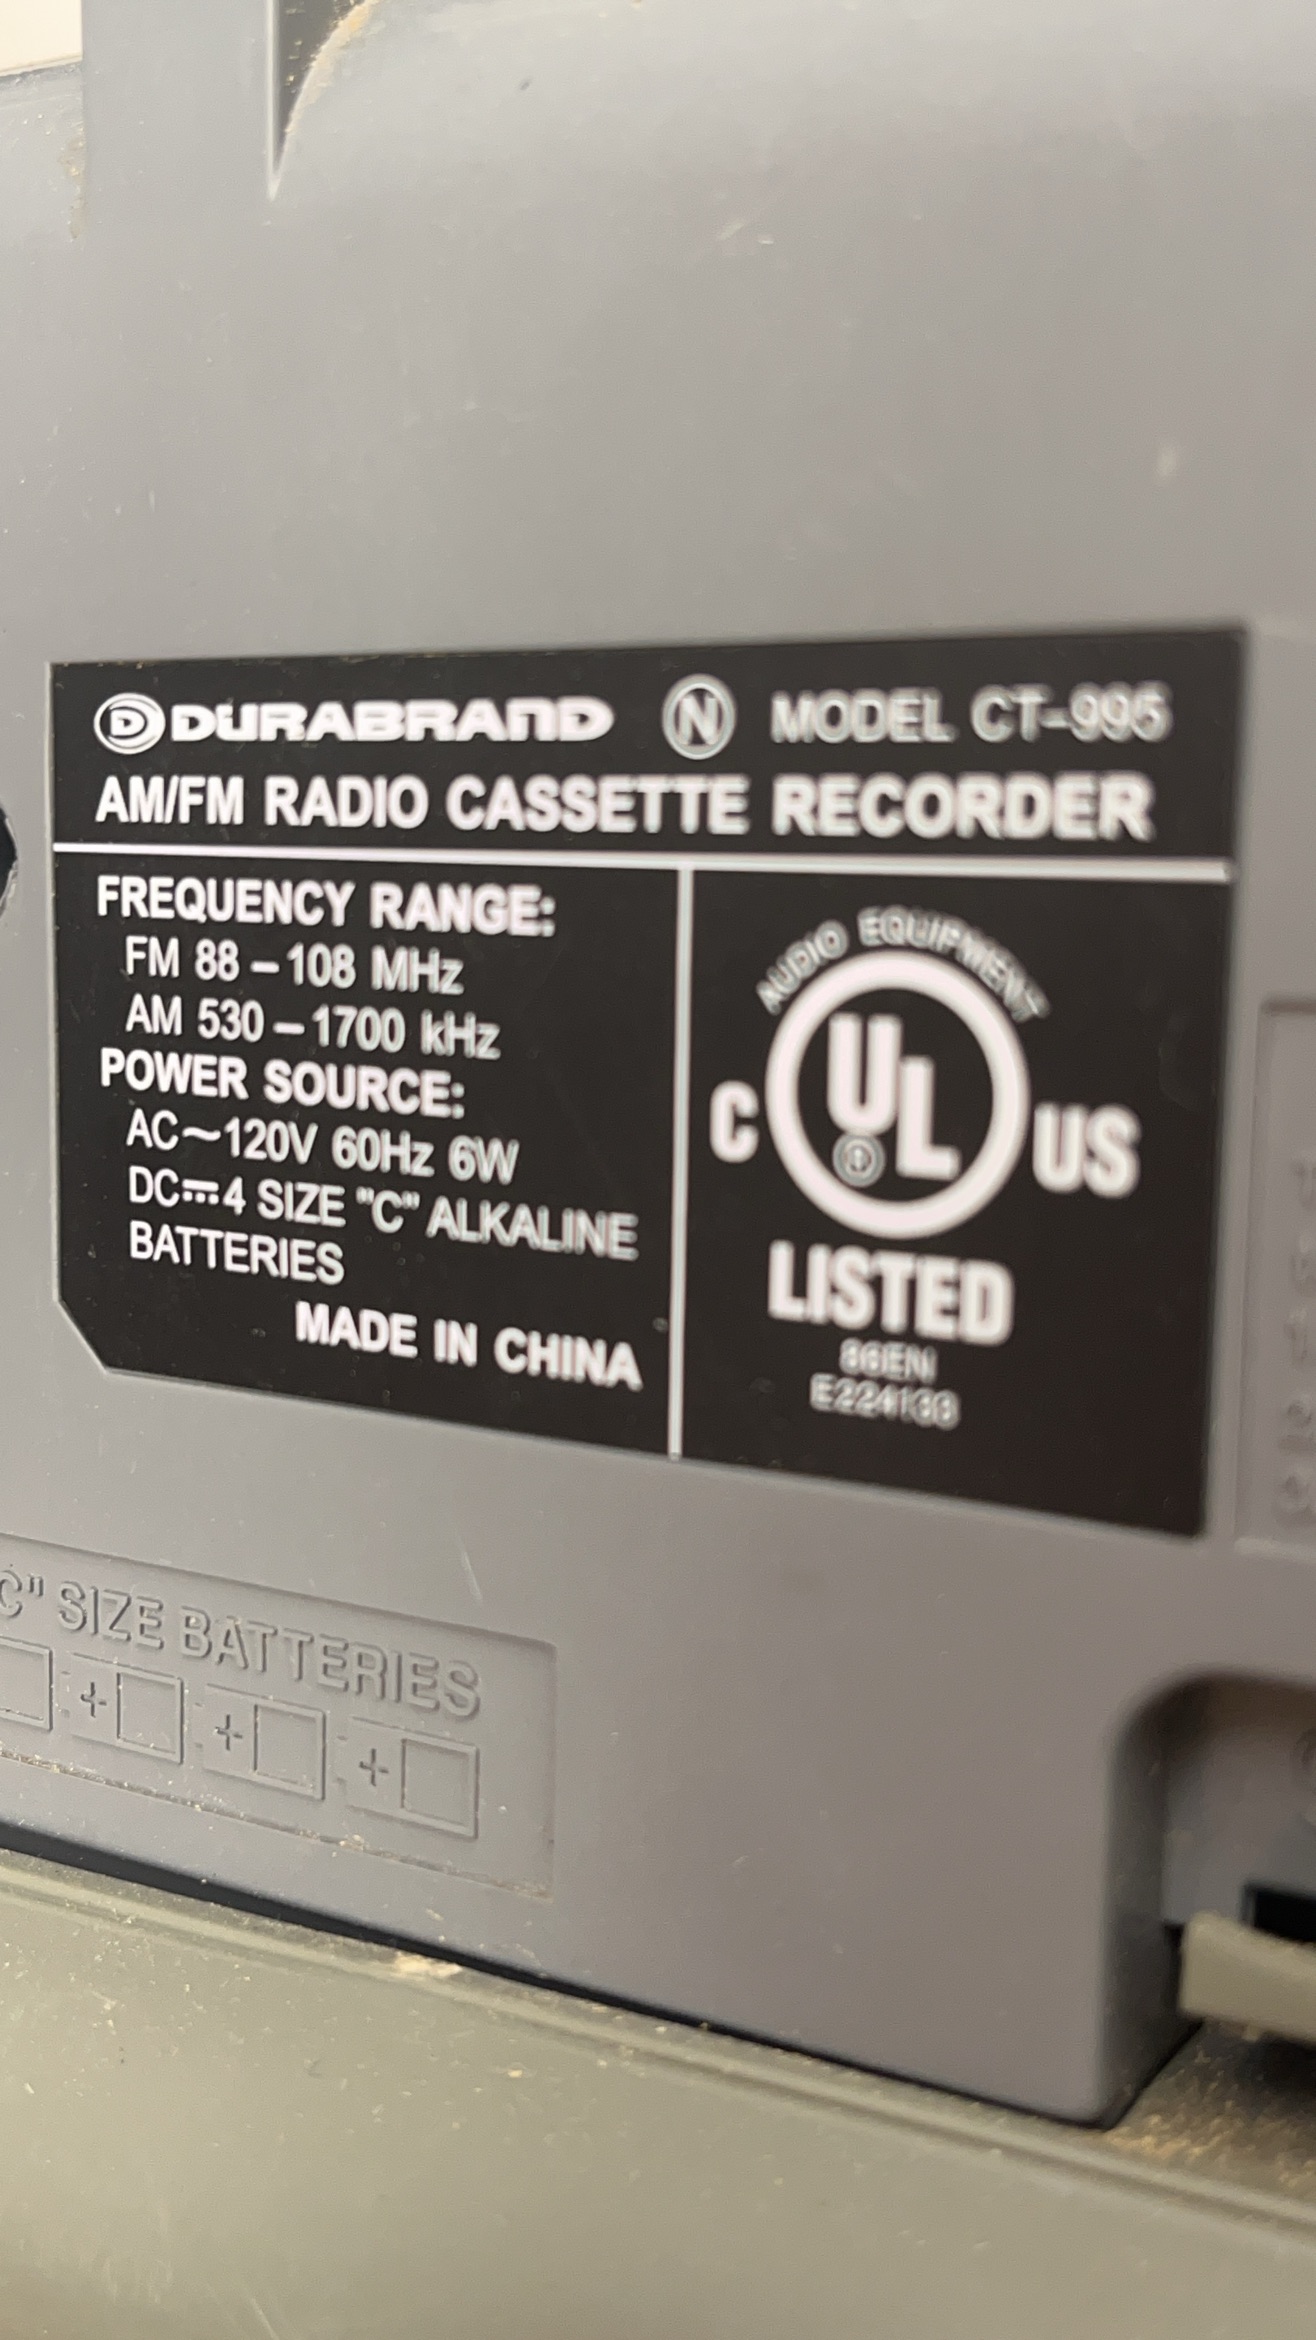 DURABRAND N MODEL CT-995
AM/FM RADIO CASSETTE RECORDER
FREQUENCY RANGE:
FM 88 – 108 MHz
AM 530 – 1700 kHz
POWER SOURCE:
AC~120V 60Hz 6W
DC⎓4 SIZE "C" ALKALINE
BATTERIES
MADE IN CHINA
AUDIO EQUIPMENT
C UL US
LISTED
E224133
" SIZE BATTERIES
+ + +